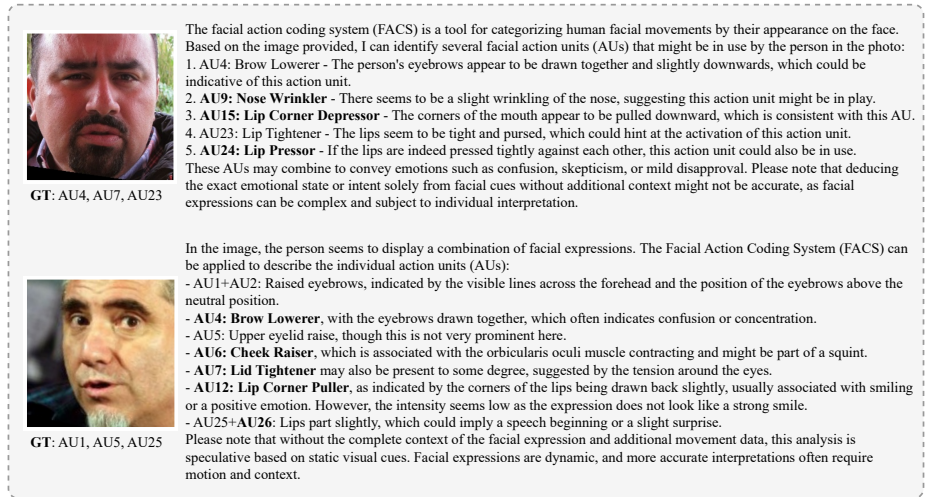 The facial action coding system (FACS) is a tool for categorizing human facial movements by their appearance on the face.
Based on the image provided, I can identify several facial action units (AUs) that might be in use by the person in the photo:
1. AU4: Brow Lowerer - The person's eyebrows appear to be drawn together and slightly downwards, which could be
indicative of this action unit.
2. AU9: Nose Wrinkler - There seems to be a slight wrinkling of the nose, suggesting this action unit might be in play.
3. AU15: Lip Corner Depressor - The corners of the mouth appear to be pulled downward, which is consistent with this AU.
4. AU23: Lip Tightener - The lips seem to be tight and pursed, which could hint at the activation of this action unit.
5. AU24: Lip Pressor - If the lips are indeed pressed tightly against each other, this action unit could also be in use.
These AUs may combine to convey emotions such as confusion, skepticism, or mild disapproval. Please note that deducing
the exact emotional state or intent solely from facial cues without additional context might not be accurate, as facial
expressions can be complex and subject to individual interpretation.
GT: AU4, AU7, AU23
In the image, the person seems to display a combination of facial expressions. The Facial Action Coding System (FACS) can
be applied to describe the individual action units (AUs):
- AU1+AU2: Raised eyebrows, indicated by the visible lines across the forehead and the position of the eyebrows above the
neutral position.
- AU4: Brow Lowerer, with the eyebrows drawn together, which often indicates confusion or concentration.
- AU5: Upper eyelid raise, though this is not very prominent here.
- AU6: Cheek Raiser, which is associated with the orbicularis oculi muscle contracting and might be part of a squint.
- AU7: Lid Tightener may also be present to some degree, suggested by the tension around the eyes.
- AU12: Lip Corner Puller, as indicated by the corners of the lips being drawn back slightly, usually associated with smiling
or a positive emotion. However, the intensity seems low as the expression does not look like a strong smile.
- AU25+AU26: Lips part slightly, which could imply a speech beginning or a slight surprise.
Please note that without the complete context of the facial expression and additional movement data, this analysis is
speculative based on static visual cues. Facial expressions are dynamic, and more accurate interpretations often require
motion and context.
GT: AU1, AU5, AU25